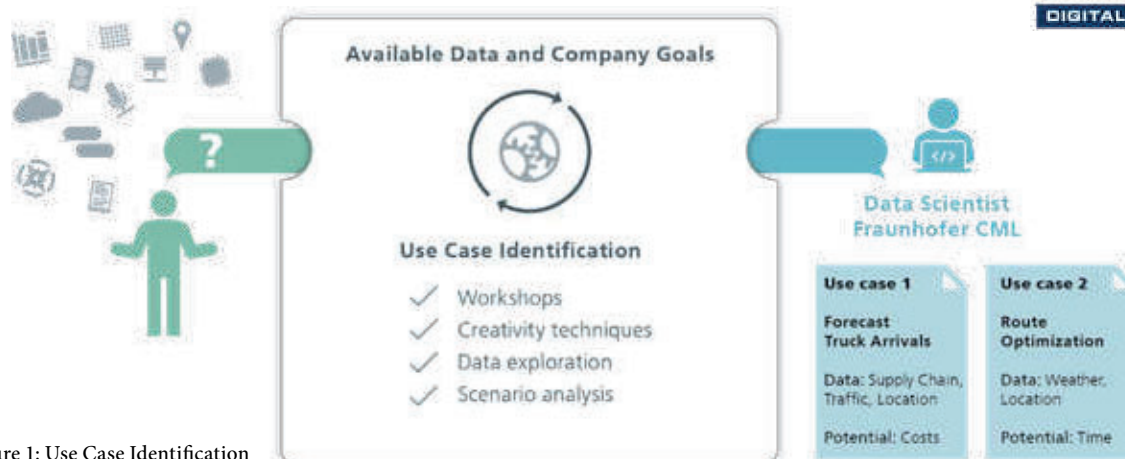 DIGITAL
Available Data and Company Goals
?
</>
Data Scientist
Fraunhofer CML
Use Case Identification
Workshops
Creativity techniques
Data exploration
Scenario analysis
Use case 1
Forecast
Truck Arrivals
Data: Supply Chain,
Traffic, Location
Potential: Costs
Use case 2
Route
Optimization
Data: Weather,
Location
Potential: Time
ure 1: Use Case Identification